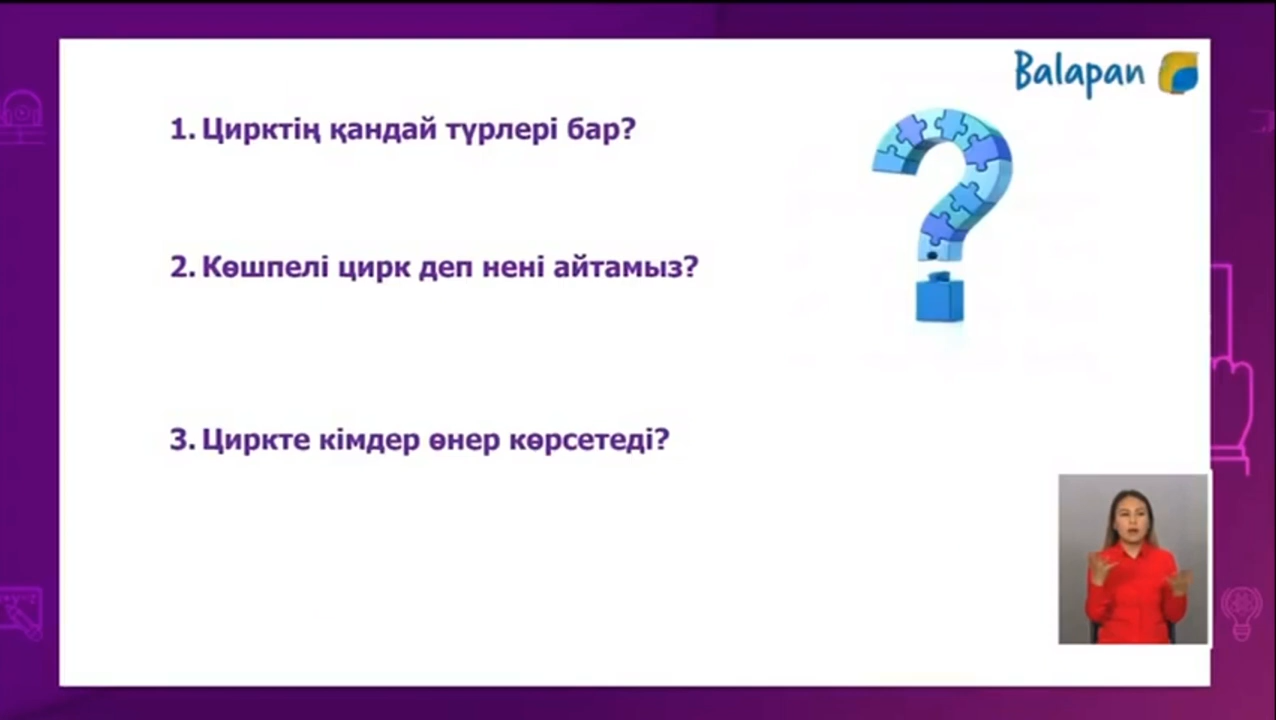 Balapan
1. Цирктің қандай түрлері бар?
2. Көшпелі цирк деп нені айтамыз?
3. Циркте кімдер өнер көрсетеді?